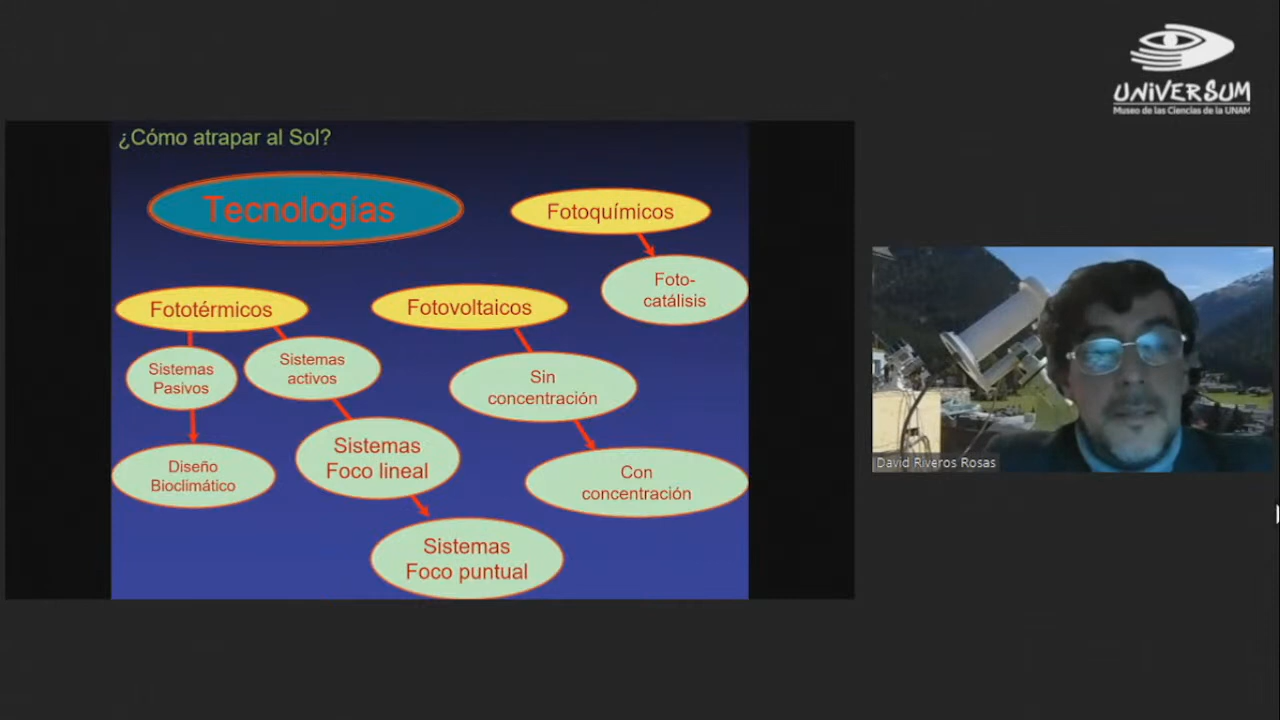 UNiVERSUM
Museo de las Ciencias de la UNAM
¿Cómo atrapar al Sol?
Tecnologías
Fotoquímicos
Foto-
catálisis
Fototérmicos
Fotovoltaicos
Sistemas
Pasivos
Sistemas
activos
Sin
concentración
Diseño
Bioclimático
Sistemas
Foco lineal
Con
concentración
Sistemas
Foco puntual
David Riveros Rosas